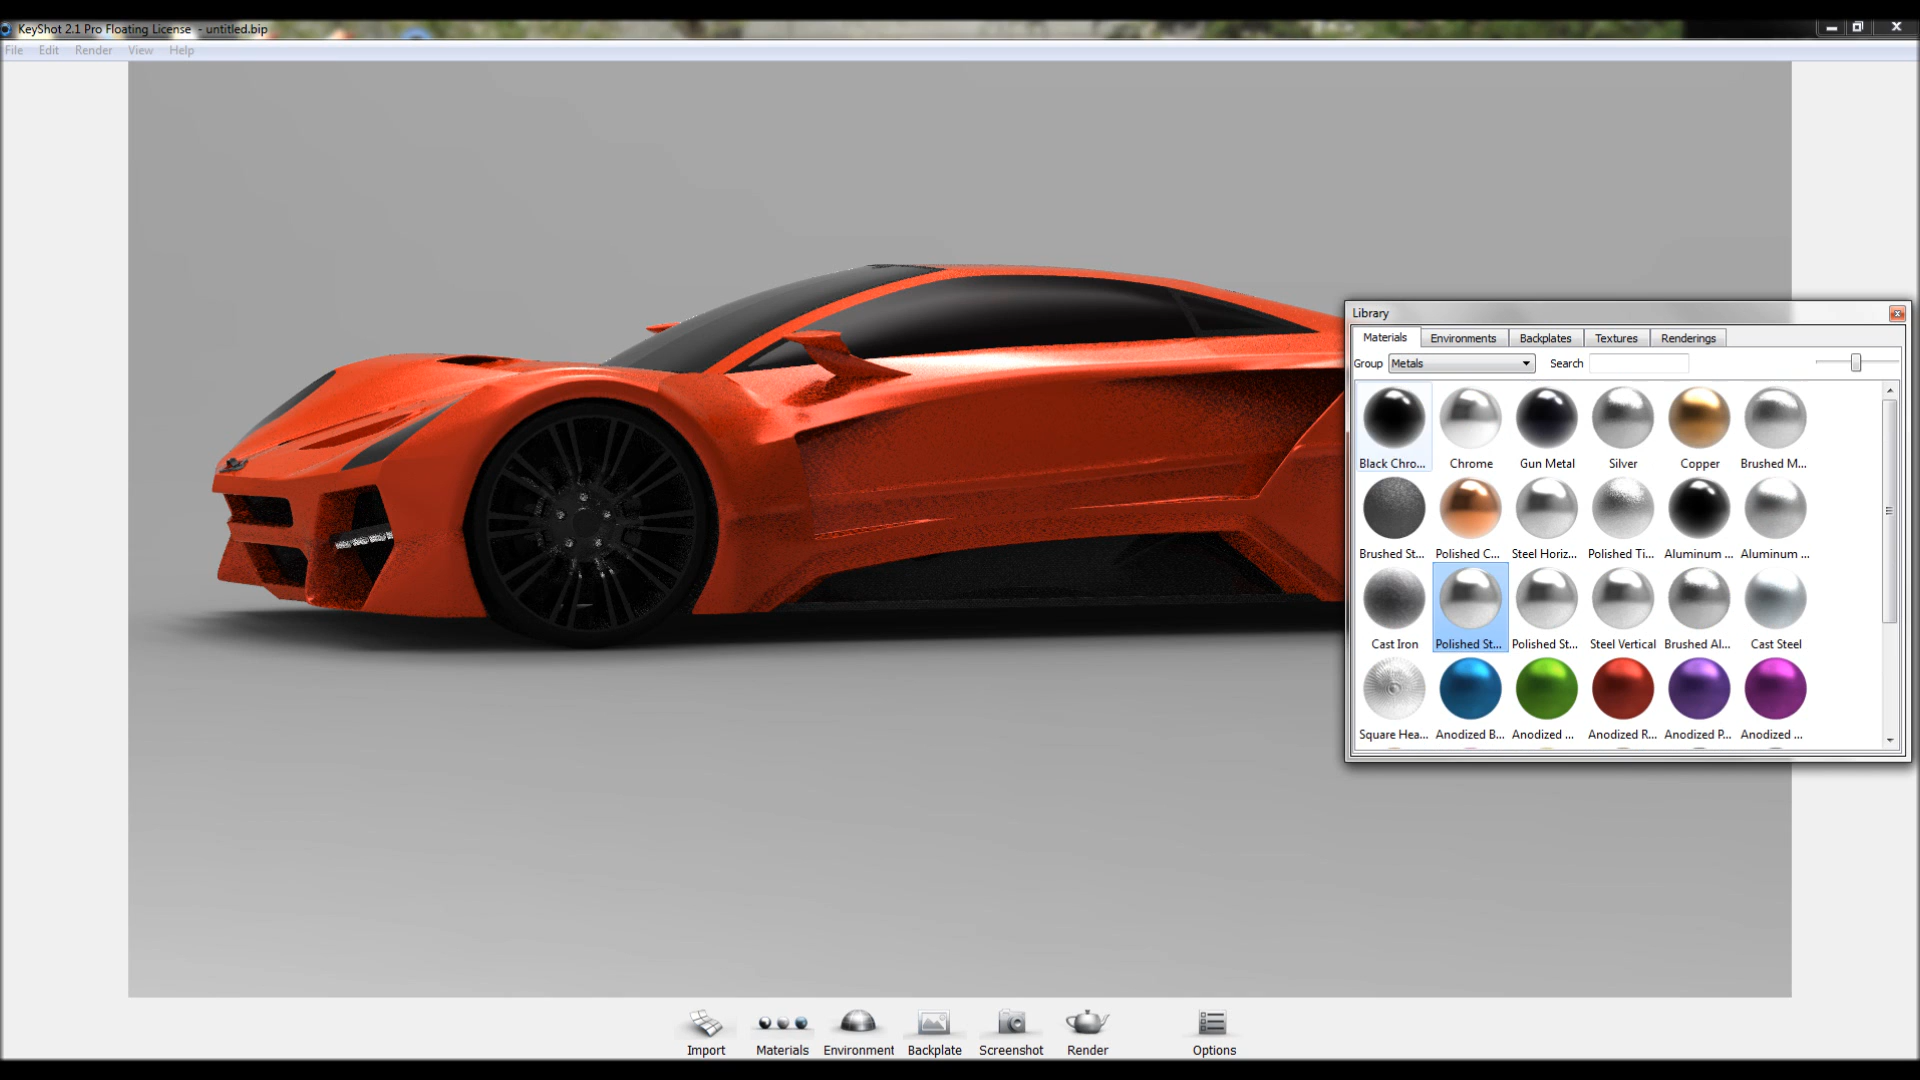 KeyShot 2.1 Pro Floating License - untitled.bip
File Edit Render View Help
Library
Materials Environments Backplates Textures Renderings
Group Metals Search
Black Chro... Chrome Gun Metal Silver Copper Brushed M...
Brushed St... Polished C... Steel Horiz... Polished Ti... Aluminum ... Aluminum ...
Cast Iron Polished St... Polished St... Steel Vertical Brushed Al... Cast Steel
Square Hea... Anodized B... Anodized ... Anodized R... Anodized P... Anodized ...
Import Materials Environment Backplate Screenshot Render Options